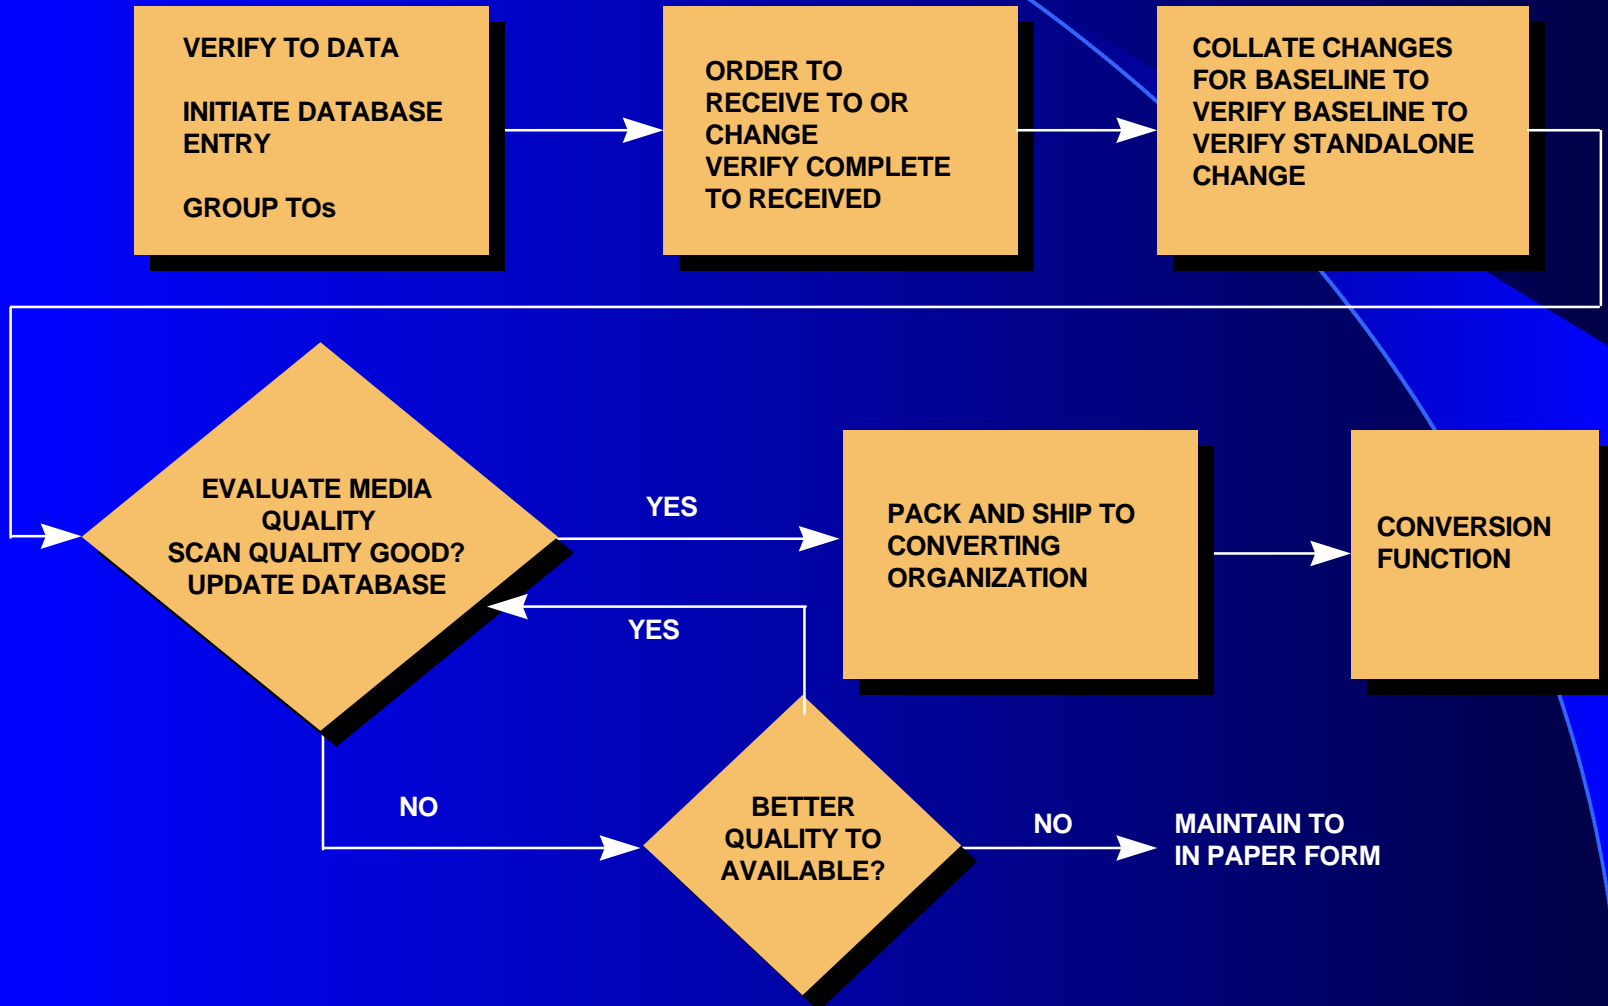 VERIFY TO DATA
INITIATE DATABASE
ENTRY
GROUP TOs
ORDER TO
RECEIVE TO OR
CHANGE
VERIFY COMPLETE
TO RECEIVED
COLLATE CHANGES
FOR BASELINE TO
VERIFY BASELINE TO
VERIFY STANDALONE
CHANGE
EVALUATE MEDIA
QUALITY
SCAN QUALITY GOOD?
UPDATE DATABASE
YES
PACK AND SHIP TO
CONVERTING
ORGANIZATION
CONVERSION
FUNCTION
YES
NO
BETTER
QUALITY TO
AVAILABLE?
NO
MAINTAIN TO
IN PAPER FORM